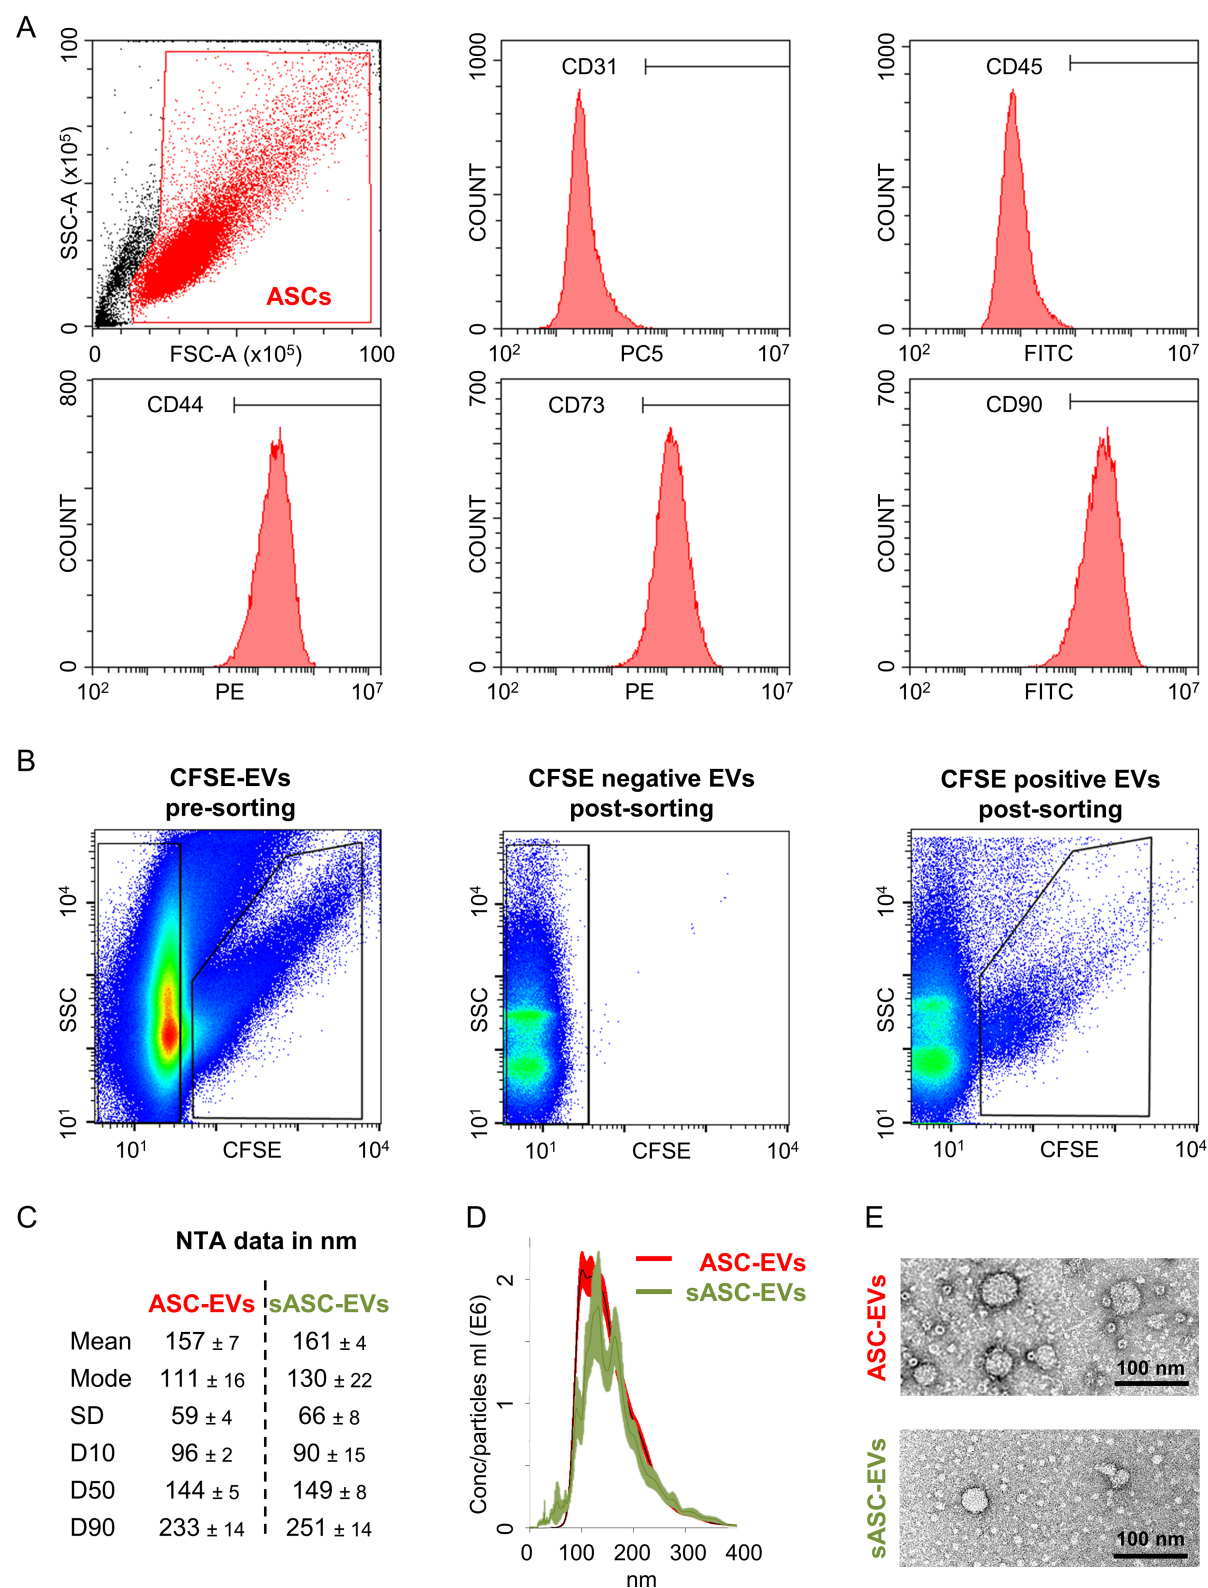 A
100
SSC-A (x10⁵)
0
0
FSC-A (x10⁵)
100
ASCs
1000
COUNT
0
CD31
10²
PC5
10⁷
1000
COUNT
0
CD45
10²
FITC
10⁷
800
COUNT
0
CD44
10²
PE
10⁷
700
COUNT
0
CD73
10²
PE
10⁷
700
COUNT
0
CD90
10²
FITC
10⁷
B
CFSE-EVs
pre-sorting
10⁴
SSC
10¹
10¹
CFSE
10⁴
CFSE negative EVs
post-sorting
10⁴
SSC
10¹
10¹
CFSE
10⁴
CFSE positive EVs
post-sorting
10⁴
SSC
10¹
10¹
CFSE
10⁴
C
NTA data in nm
ASC-EVs sASC-EVs
Mean 157 ± 7 161 ± 4
Mode 111 ± 16 130 ± 22
SD 59 ± 4 66 ± 8
D10 96 ± 2 90 ± 15
D50 144 ± 5 149 ± 8
D90 233 ± 14 251 ± 14
D
ASC-EVs
sASC-EVs
Conc/particles ml (E6)
2
1
0
0 100 200 300 400
nm
E
ASC-EVs
100 nm
sASC-EVs
100 nm